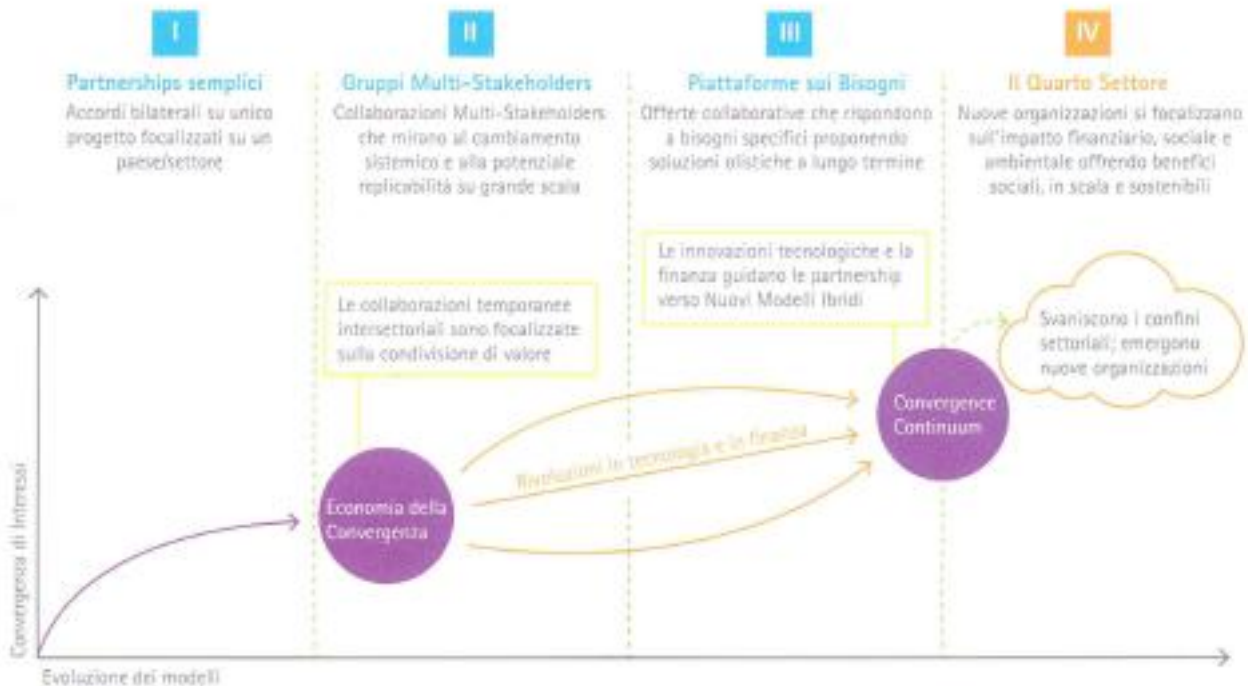 I
II
III
IV
Partnerships semplici
Accordi bilaterali su unico
progetto focalizzati su un
paese/settore
Gruppi Multi-Stakeholders
Collaborazioni Multi-Stakeholders
che mirano al cambiamento
sistemico e alla potenziale
replicabilità su grande scala
Piattaforme sui Bisogni
Offerte collaborative che rispondono
a bisogni specifici proponendo
soluzioni olistiche a lungo termine
Il Quarto Settore
Nuove organizzazioni si focalizzano
sull'impatto finanziario, sociale e
ambientale offrendo benefici
sociali, in scala e sostenibili
Le innovazioni tecnologiche e la
finanza guidano le partnership
verso Nuovi Modelli Ibridi
Le collaborazioni temporanee
intersettoriali sono focalizzate
sulla condivisione di valore
Svaniscono i confini
settoriali; emergono
nuove organizzazioni
Convergence
Continuum
Rivoluzioni in tecnologia e in finanza
Economia della
Convergenza
Convergenza di Interessi
Evoluzione dei modelli